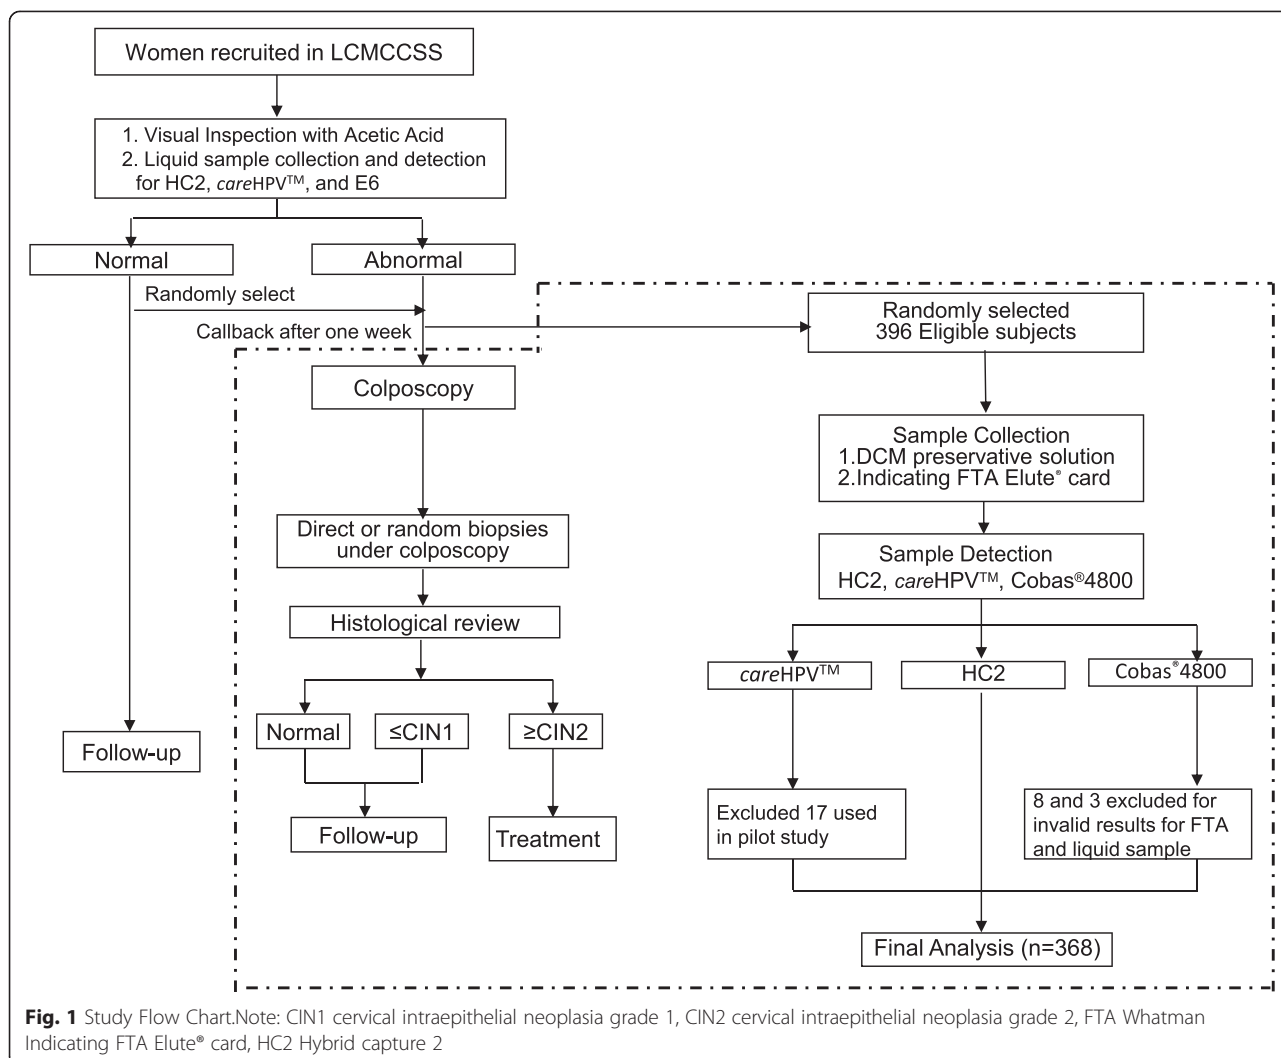 Women recruited in LCMCCSS
1. Visual Inspection with Acetic Acid
2. Liquid sample collection and detection
for HC2, careHPV™, and E6
Normal
Abnormal
Randomly select
Callback after one week
Randomly selected
396 Eligible subjects
Colposcopy
Sample Collection
1.DCM preservative solution
2.Indicating FTA Elute® card
Direct or random biopsies
under colposcopy
Sample Detection
HC2, careHPV™, Cobas®4800
Histological review
careHPV™
HC2
Cobas®4800
Normal
≤CIN1
≥CIN2
Follow-up
Excluded 17 used
in pilot study
8 and 3 excluded for
invalid results for FTA
and liquid sample
Follow-up
Treatment
Final Analysis (n=368)
Fig. 1 Study Flow Chart.Note: CIN1 cervical intraepithelial neoplasia grade 1, CIN2 cervical intraepithelial neoplasia grade 2, FTA Whatman
Indicating FTA Elute® card, HC2 Hybrid capture 2